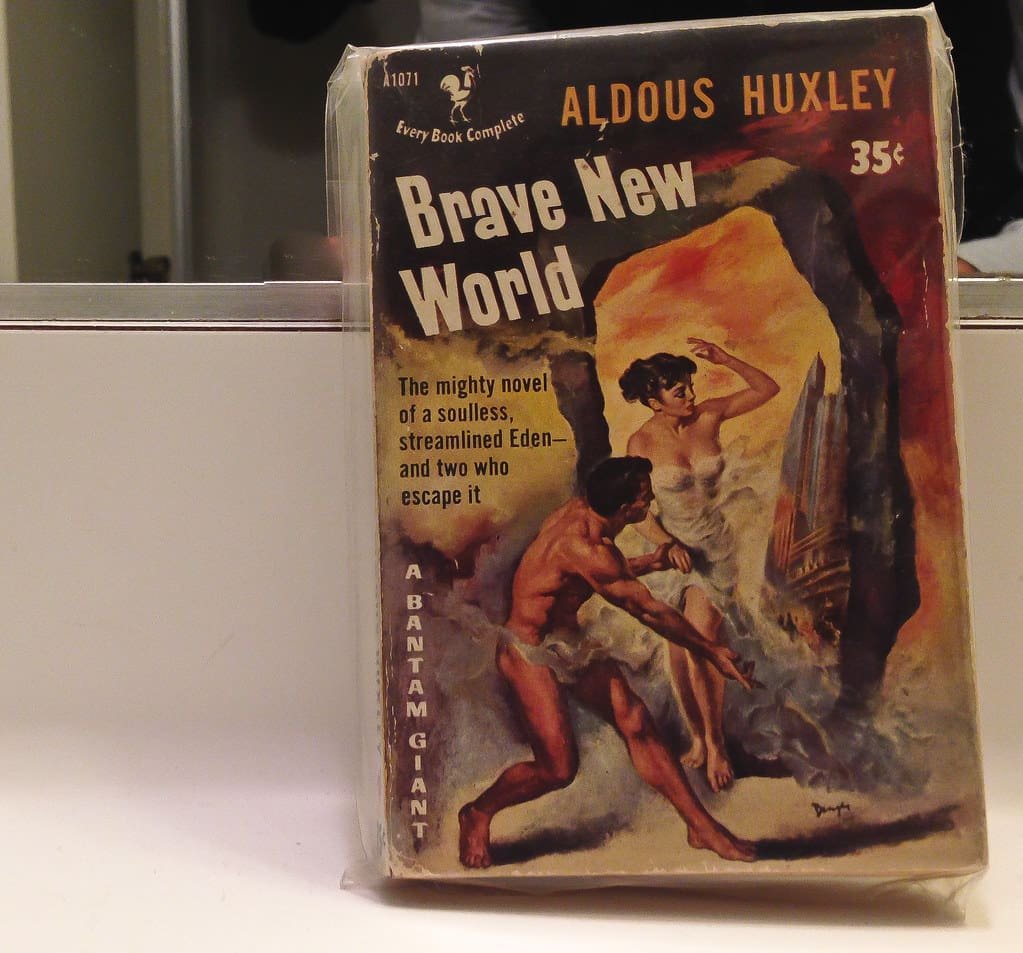 A1071
Every Book Complete
ALDOUS HUXLEY
35¢
Brave New
World
The mighty novel
of a soulless,
streamlined Eden—
and two who
escape it
A BANTAM GIANT